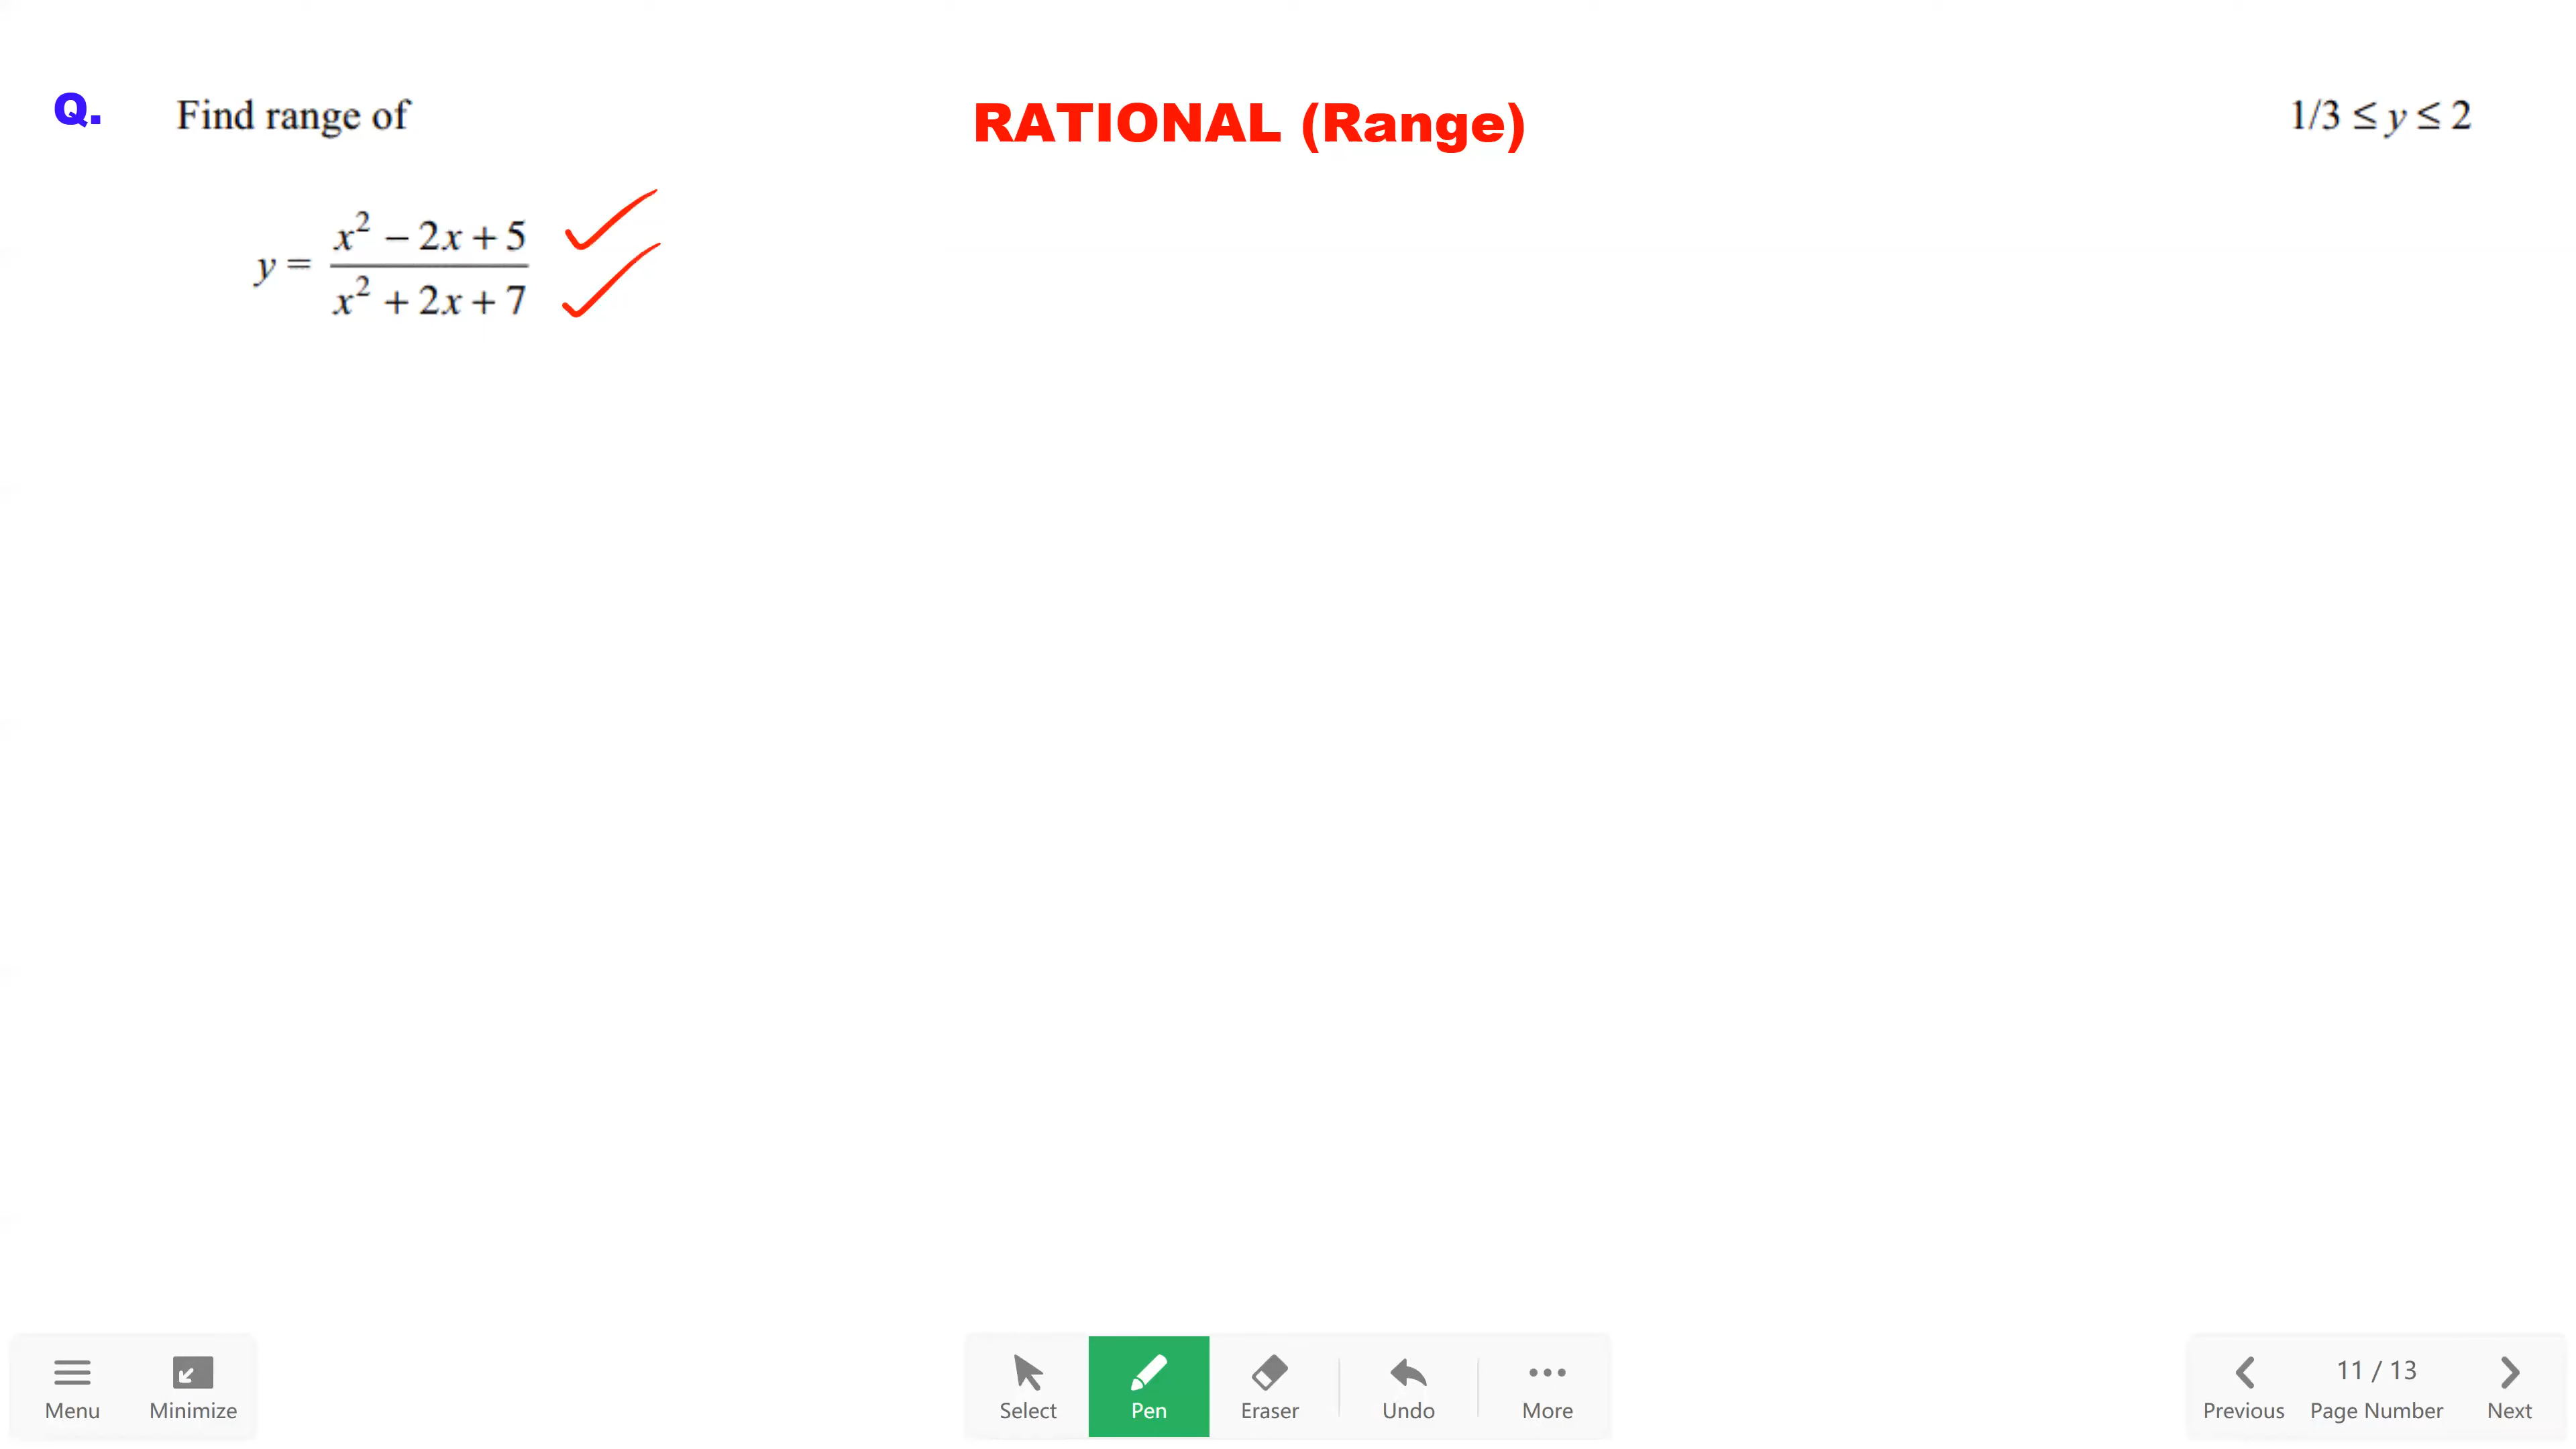 Q. Find range of
RATIONAL (Range)
1/3 ≤ y ≤ 2
y = (x² − 2x + 5)/(x² + 2x + 7)
Menu Minimize
Select Pen Eraser Undo More
11 / 13
Previous Page Number Next